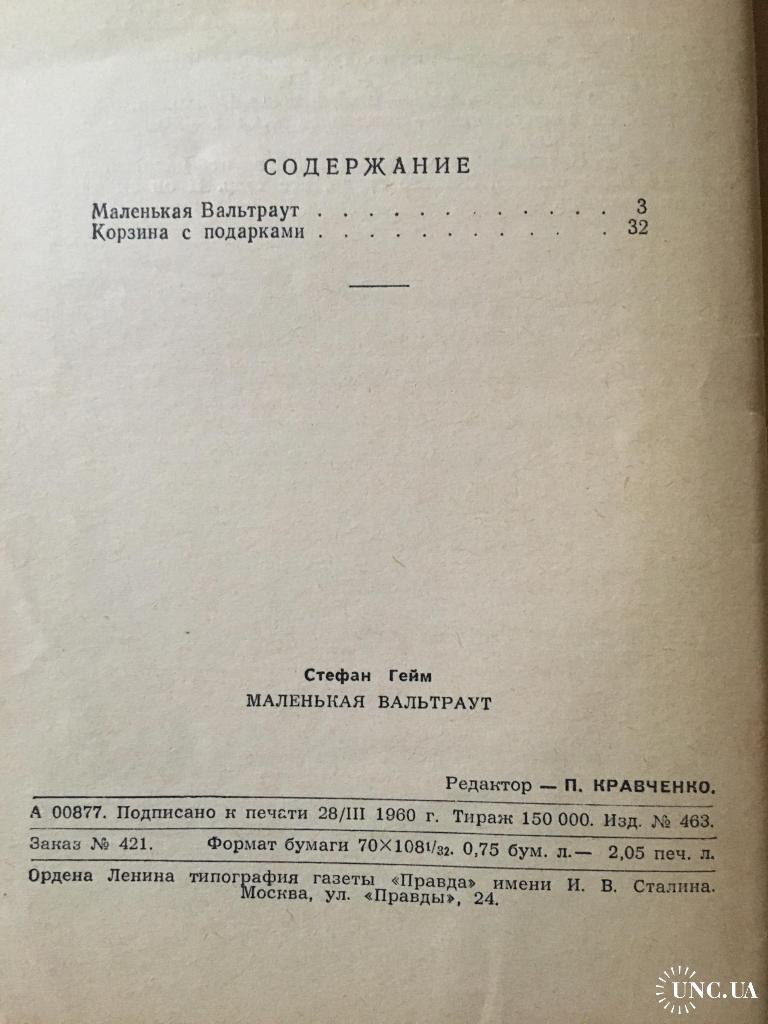 СОДЕРЖАНИЕ
Маленькая Вальтраут . . . . . . . . . . . . 3
Корзина с подарками . . . . . . . . . . . . 32
Стефан Гейм
МАЛЕНЬКАЯ ВАЛЬТРАУТ
Редактор — П. КРАВЧЕНКО.
А 00877. Подписано к печати 28/III 1960 г. Тираж 150 000. Изд. № 463.
Заказ № 421. Формат бумаги 70×108¹/₃₂. 0,75 бум. л.— 2,05 печ. л.
Ордена Ленина типография газеты «Правда» имени И. В. Сталина.
Москва, ул. «Правды», 24.
UNC.UA